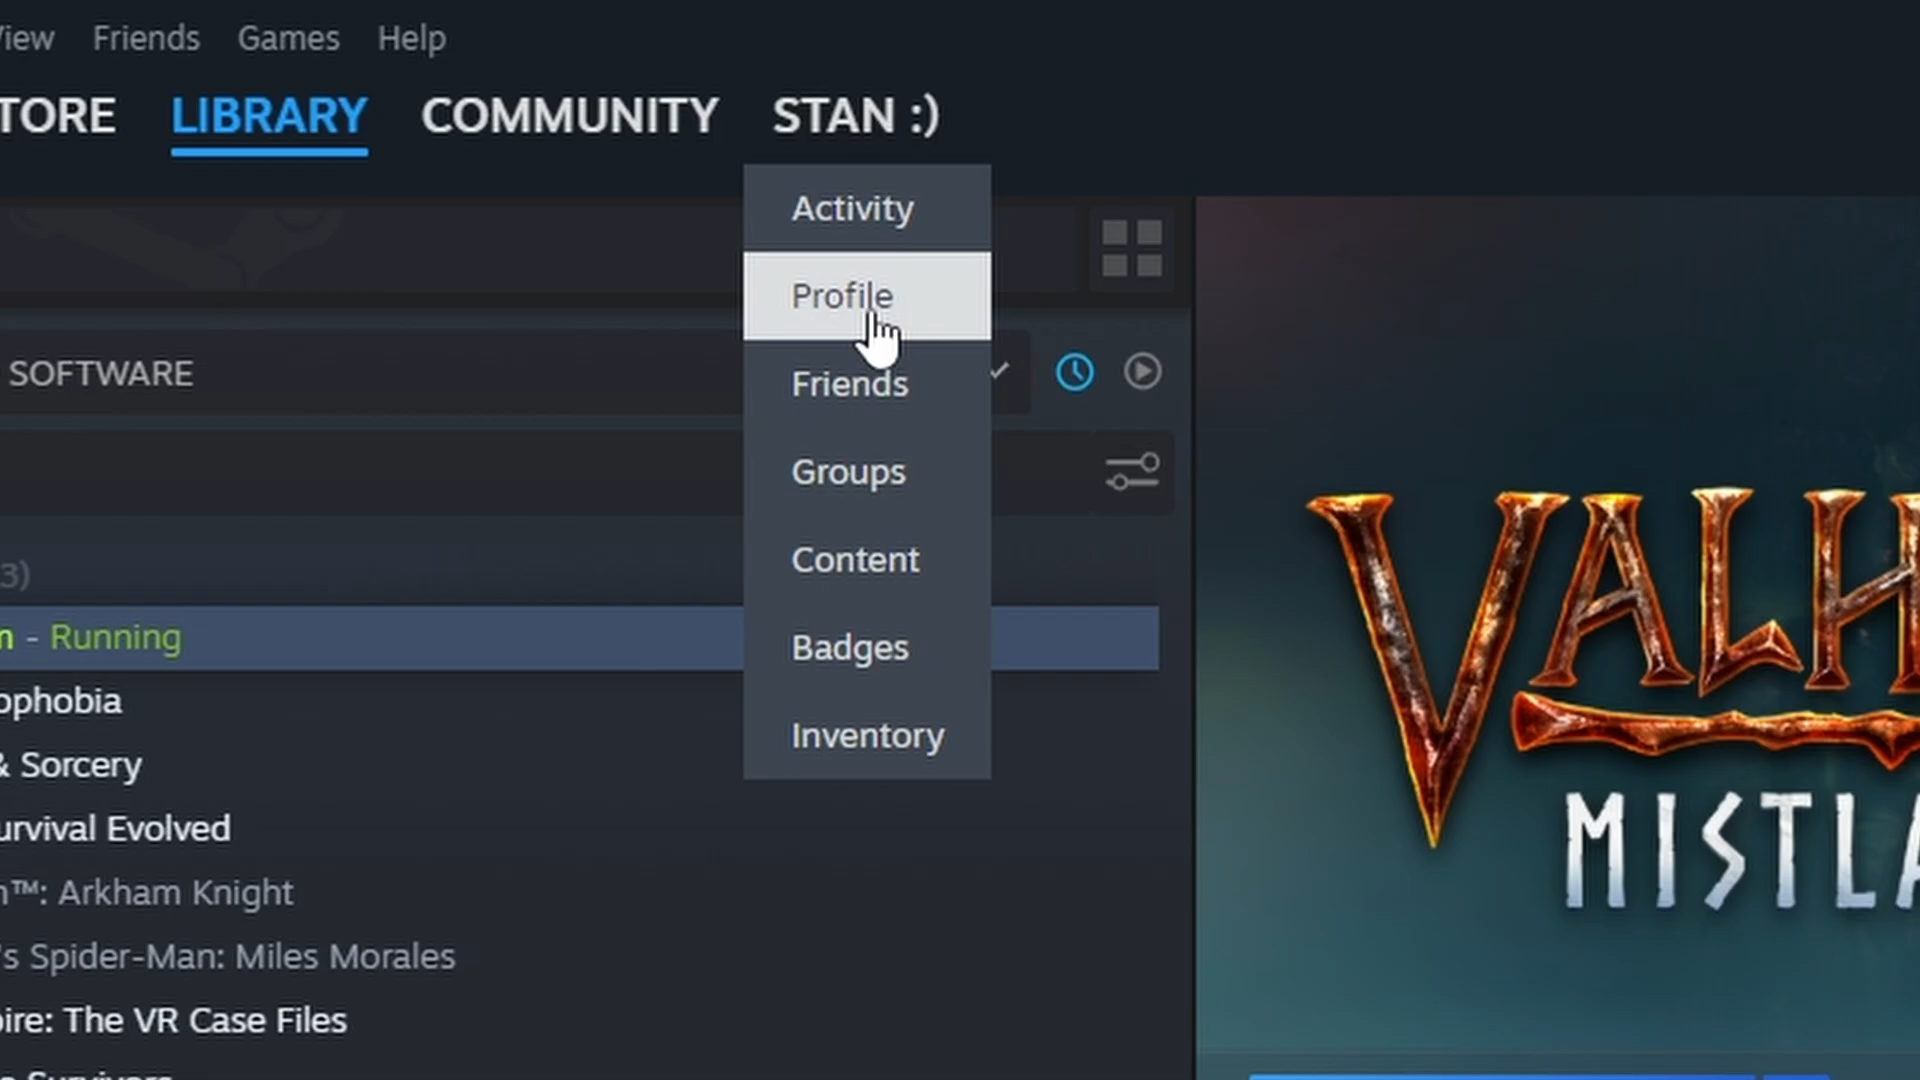 View Friends Games Help
TORE LIBRARY COMMUNITY STAN :)
Activity
Profile
SOFTWARE
Friends
Groups
Content
3)
m - Running
ophobia
Badges
& Sorcery
Inventory
urvival Evolved
n™: Arkham Knight
's Spider-Man: Miles Morales
pire: The VR Case Files
VALH
MISTLA